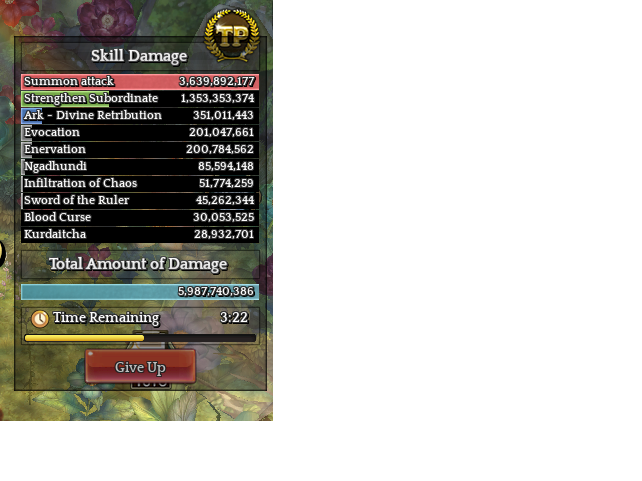 TP
Skill Damage
Summon attack 3,639,892,177
Strengthen Subordinate 1,353,353,374
Ark - Divine Retribution 351,011,443
Evocation 201,047,661
Enervation 200,784,562
Ngadhundi 85,594,148
Infiltration of Chaos 51,774,259
Sword of the Ruler 45,262,344
Blood Curse 30,053,525
Kurdaitcha 28,932,701
Total Amount of Damage
5,987,740,386
Time Remaining 3:22
Give Up